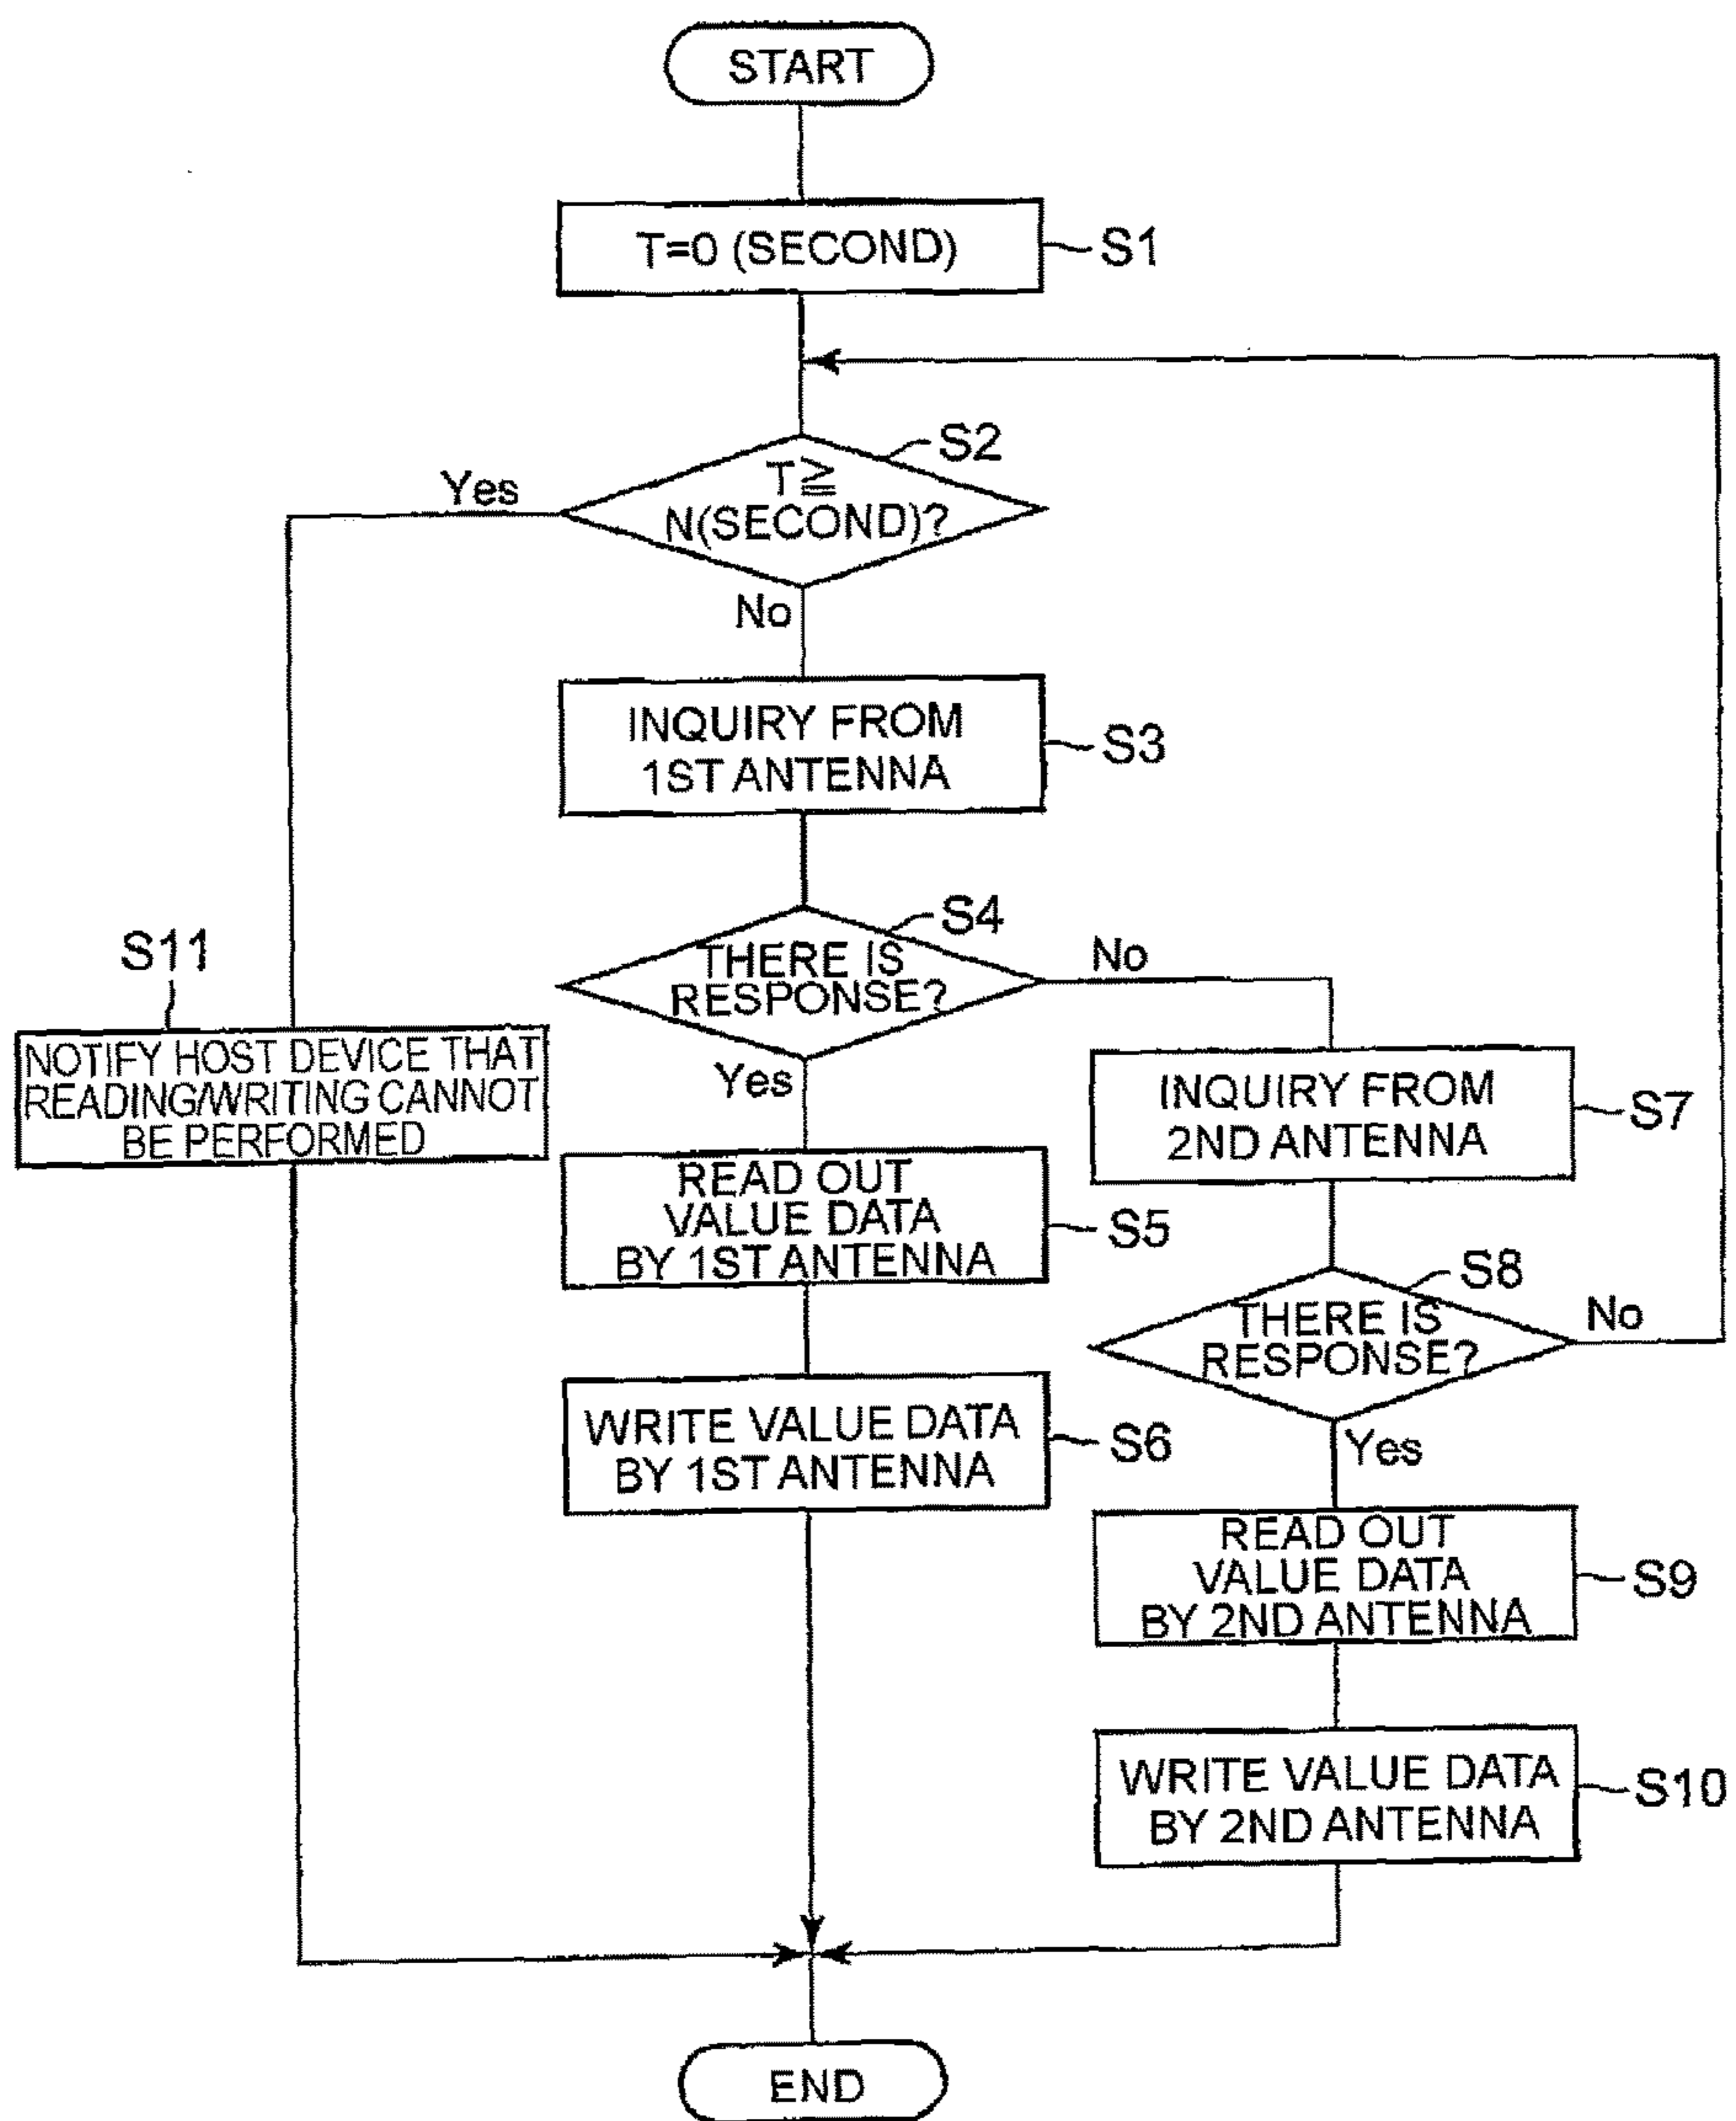 START
T=0 (SECOND)
S1
S2
T≧
N(SECOND)?
Yes
No
INQUIRY FROM
1ST ANTENNA
S3
S4
THERE IS
RESPONSE?
No
Yes
S11
NOTIFY HOST DEVICE THAT
READING/WRITING CANNOT
BE PERFORMED
INQUIRY FROM
2ND ANTENNA
S7
READ OUT
VALUE DATA
BY 1ST ANTENNA
S5
S8
THERE IS
RESPONSE?
No
Yes
WRITE VALUE DATA
BY 1ST ANTENNA
S6
READ OUT
VALUE DATA
BY 2ND ANTENNA
S9
WRITE VALUE DATA
BY 2ND ANTENNA
S10
END